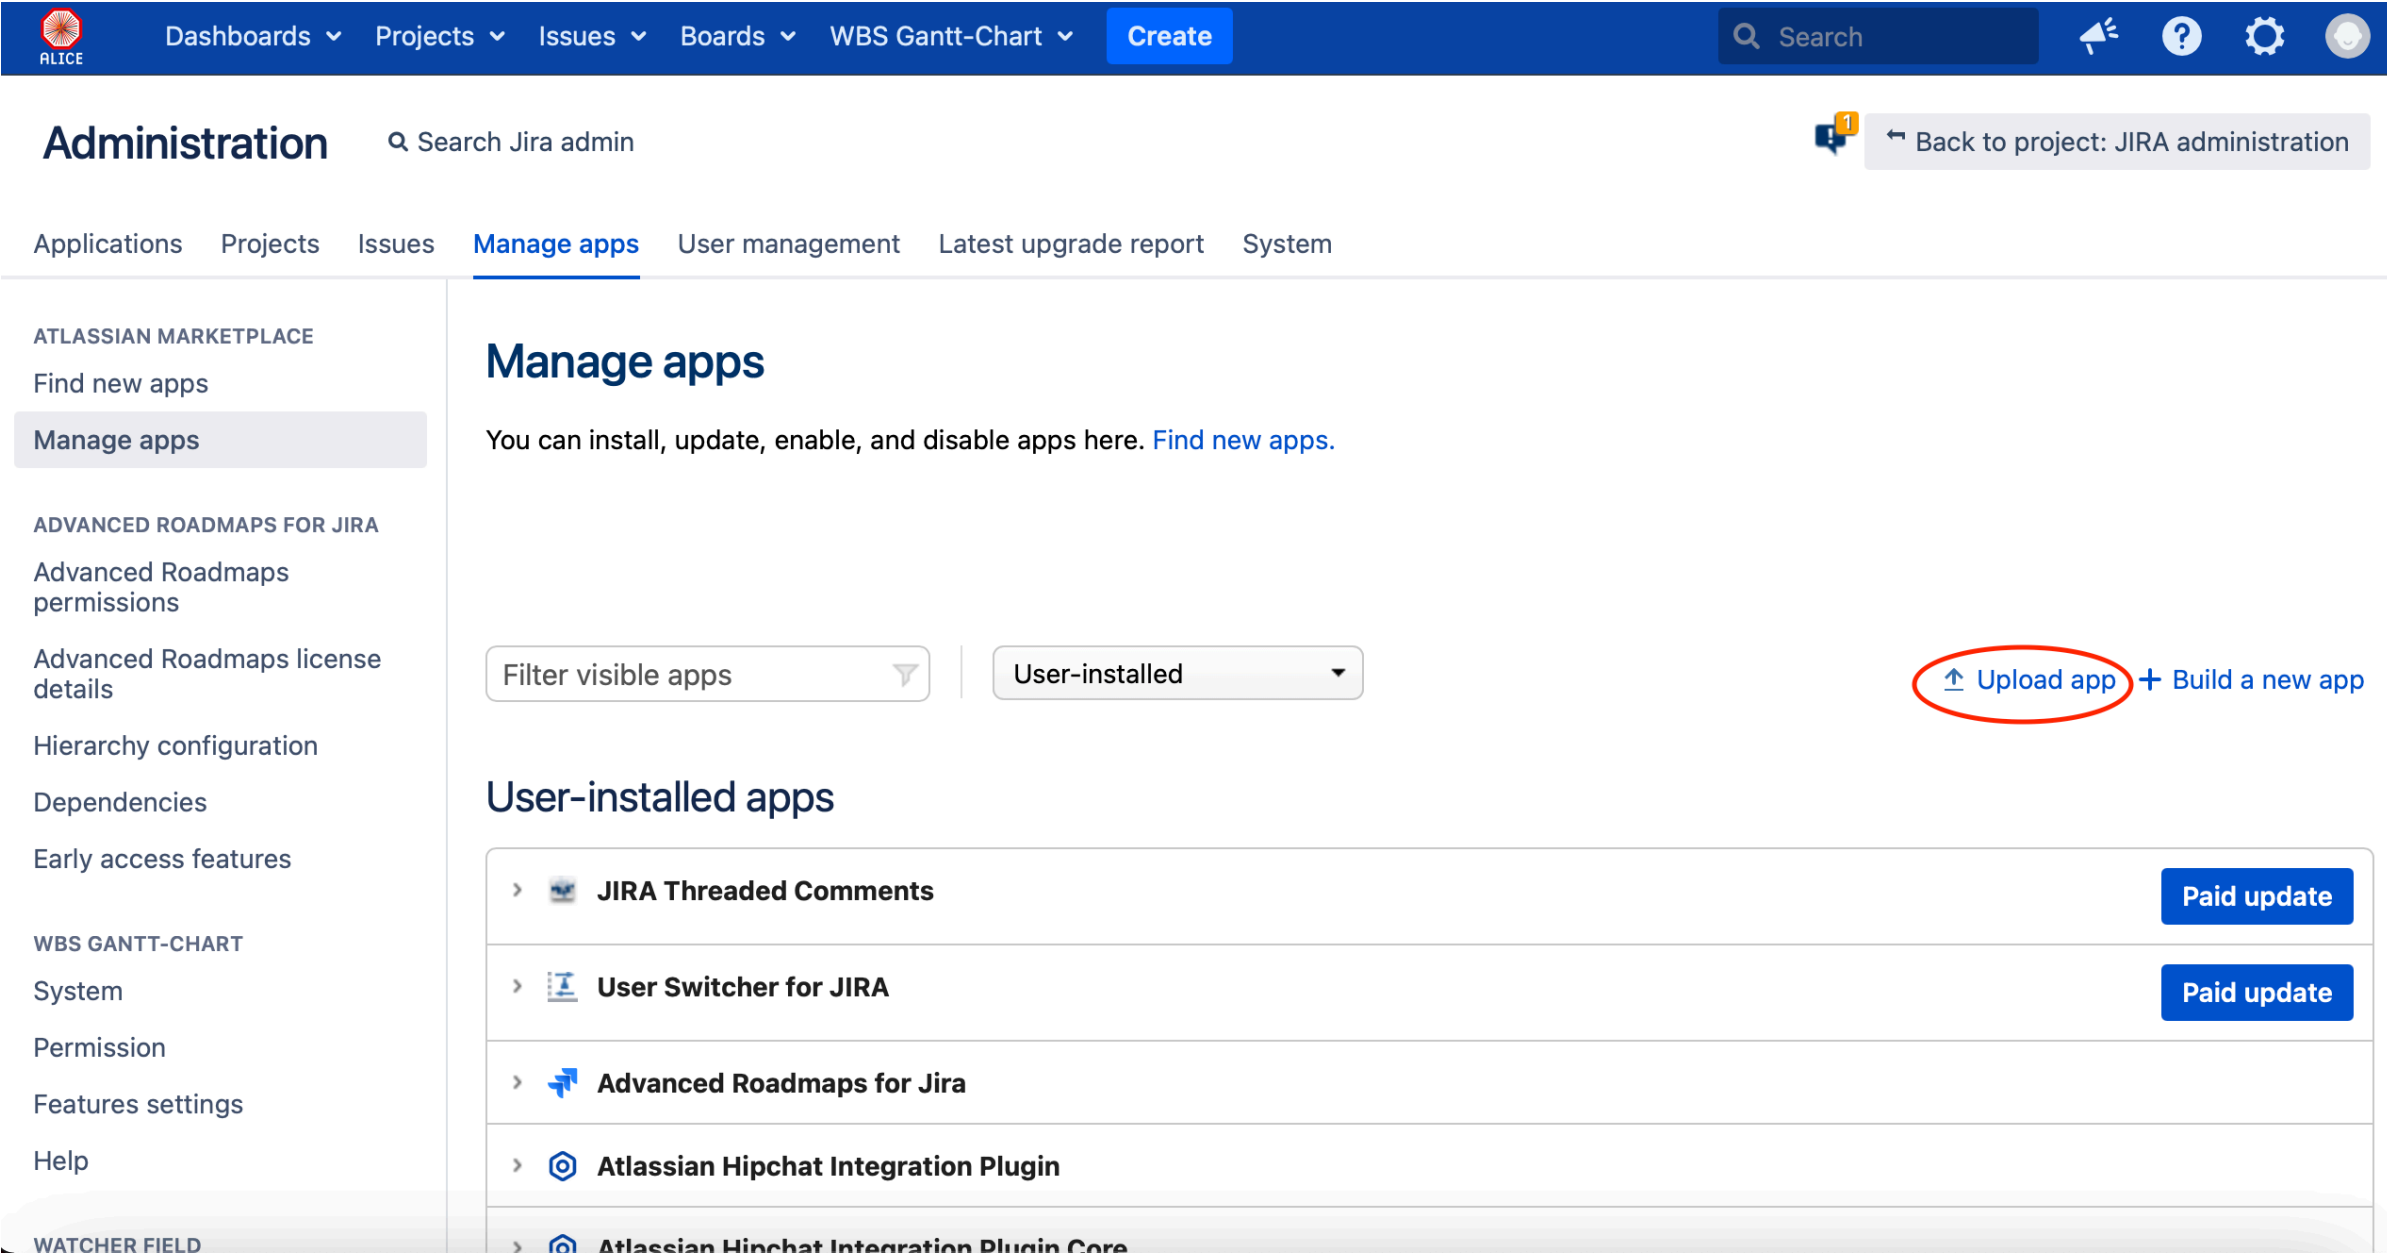 ALICE
Dashboards Projects Issues Boards WBS Gantt-Chart Create Search
Administration
Search Jira admin
1
Back to project: JIRA administration
Applications Projects Issues Manage apps User management Latest upgrade report System
ATLASSIAN MARKETPLACE
Find new apps
Manage apps
ADVANCED ROADMAPS FOR JIRA
Advanced Roadmaps
permissions
Advanced Roadmaps license
details
Hierarchy configuration
Dependencies
Early access features
WBS GANTT-CHART
System
Permission
Features settings
Help
WATCHER FIELD
Manage apps
You can install, update, enable, and disable apps here. Find new apps.
Filter visible apps
User-installed
Upload app
Build a new app
User-installed apps
JIRA Threaded Comments
Paid update
User Switcher for JIRA
Paid update
Advanced Roadmaps for Jira
Atlassian Hipchat Integration Plugin
Atlassian Hipchat Integration Plugin Core